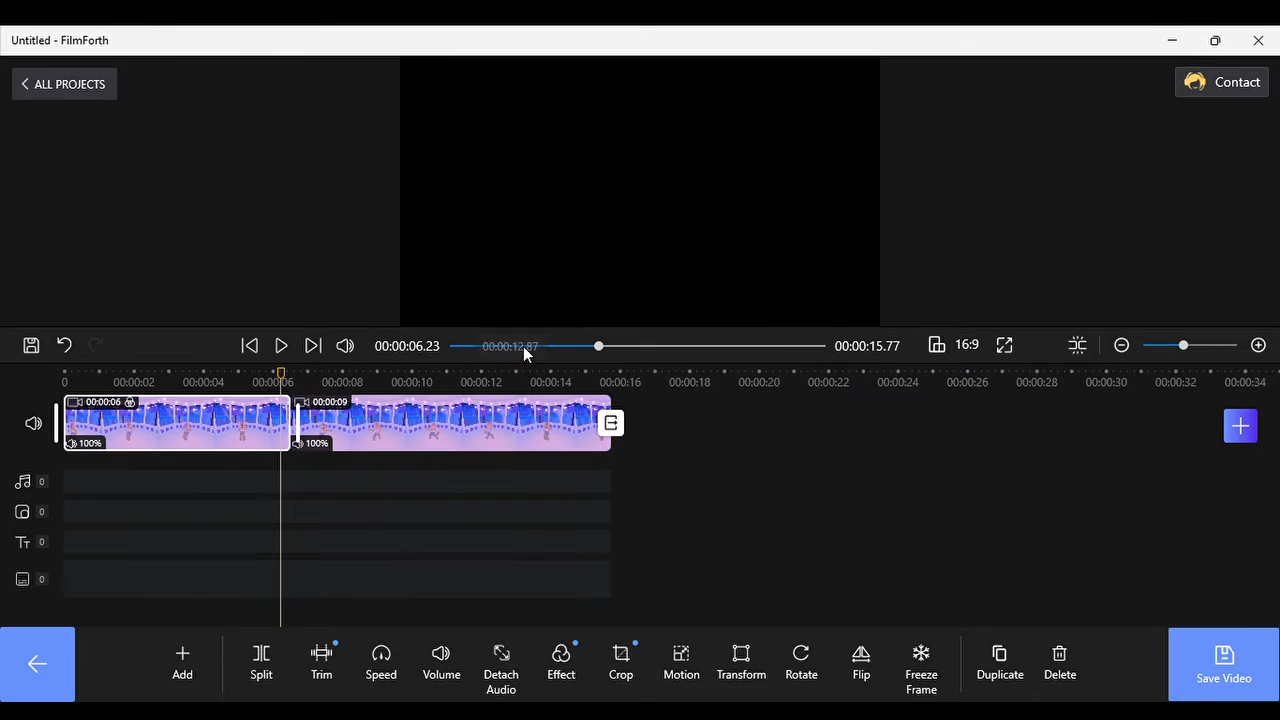 Untitled - FilmForth
ALL PROJECTS
Contact
00:00:06.23
00:00:12.87
00:00:15.77
16:9
0 00:00:02 00:00:04 00:00:06 00:00:08 00:00:10 00:00:12 00:00:14 00:00:16 00:00:18 00:00:20 00:00:22 00:00:24 00:00:26 00:00:28 00:00:30 00:00:32 00:00:34
00:00:06
00:00:09
100%
100%
0
0
TT 0
0
Add
Split
Trim
Speed
Volume
Detach
Audio
Effect
Crop
Motion
Transform
Rotate
Flip
Freeze
Frame
Duplicate
Delete
Save Video